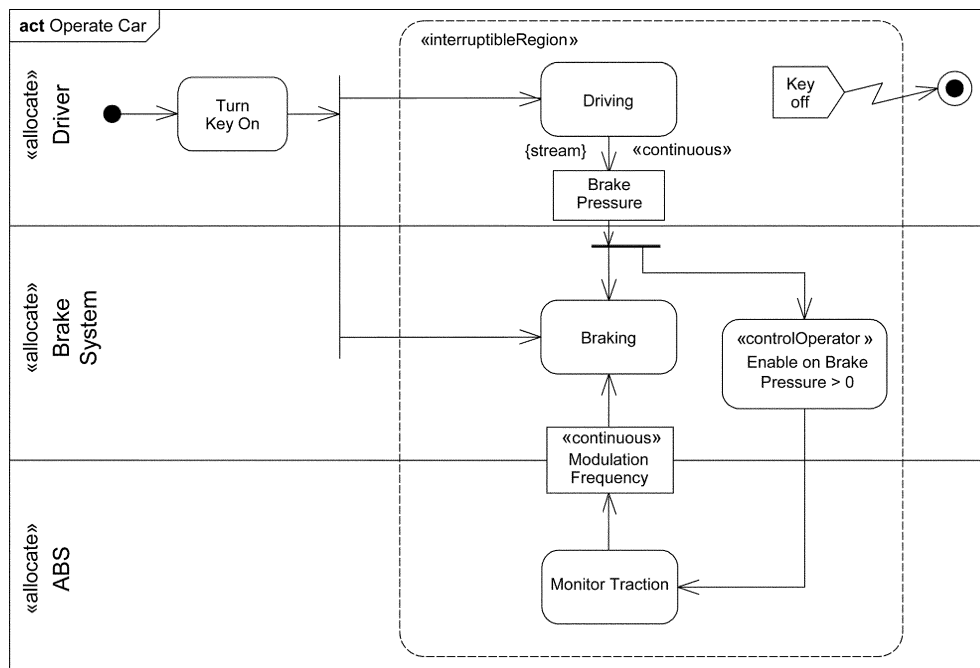 act Operate Car
«interruptibleRegion»
«allocate»
Driver
Turn
Key On
Driving
Key
off
{stream}
«continuous»
Brake
Pressure
«allocate»
Brake
System
Braking
«controlOperator »
Enable on Brake
Pressure > 0
«continuous»
Modulation
Frequency
«allocate»
ABS
Monitor Traction